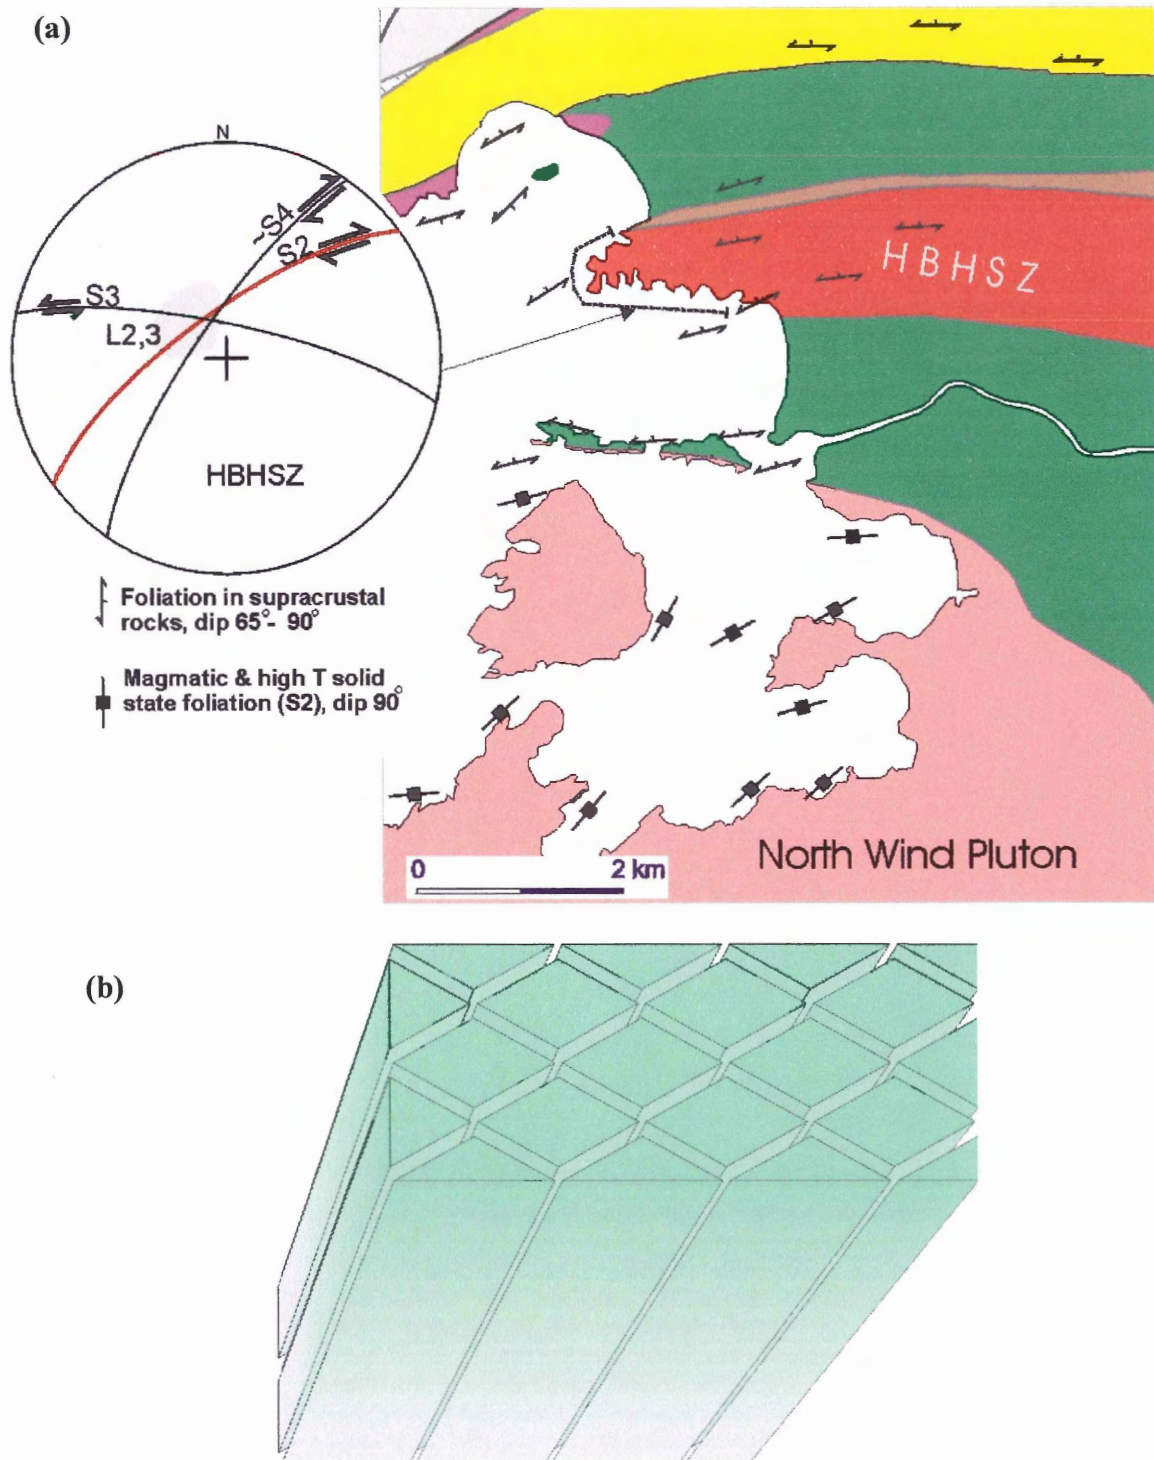 (a)
N
~S4
S2
S3
L2,3
HBHSZ
HBHSZ
Foliation in supracrustal
rocks, dip 65°- 90°
Magmatic & high T solid
state foliation (S2), dip 90°
North Wind Pluton
0 2 km
(b)